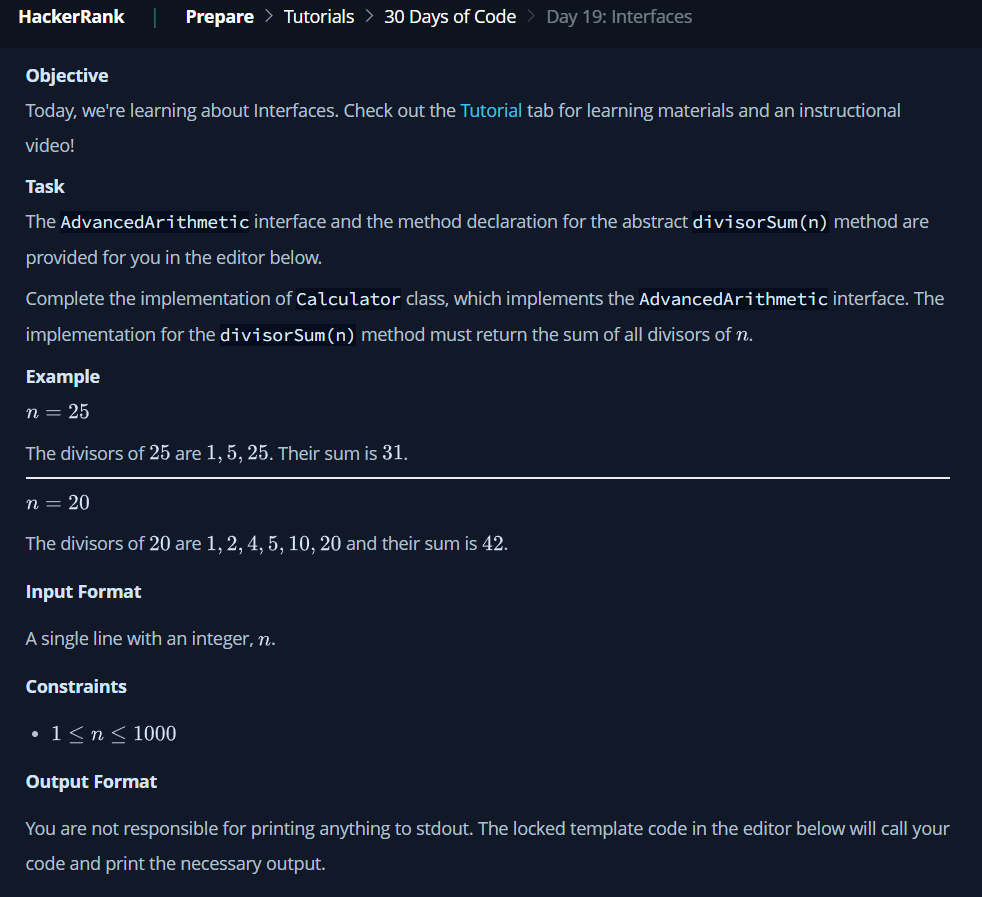 HackerRank | Prepare > Tutorials > 30 Days of Code > Day 19: Interfaces
Objective
Today, we're learning about Interfaces. Check out the Tutorial tab for learning materials and an instructional
video!
Task
The AdvancedArithmetic interface and the method declaration for the abstract divisorSum(n) method are
provided for you in the editor below.
Complete the implementation of Calculator class, which implements the AdvancedArithmetic interface. The
implementation for the divisorSum(n) method must return the sum of all divisors of n.
Example
n = 25
The divisors of 25 are 1, 5, 25. Their sum is 31.
n = 20
The divisors of 20 are 1, 2, 4, 5, 10, 20 and their sum is 42.
Input Format
A single line with an integer, n.
Constraints
• 1 ≤ n ≤ 1000
Output Format
You are not responsible for printing anything to stdout. The locked template code in the editor below will call your
code and print the necessary output.